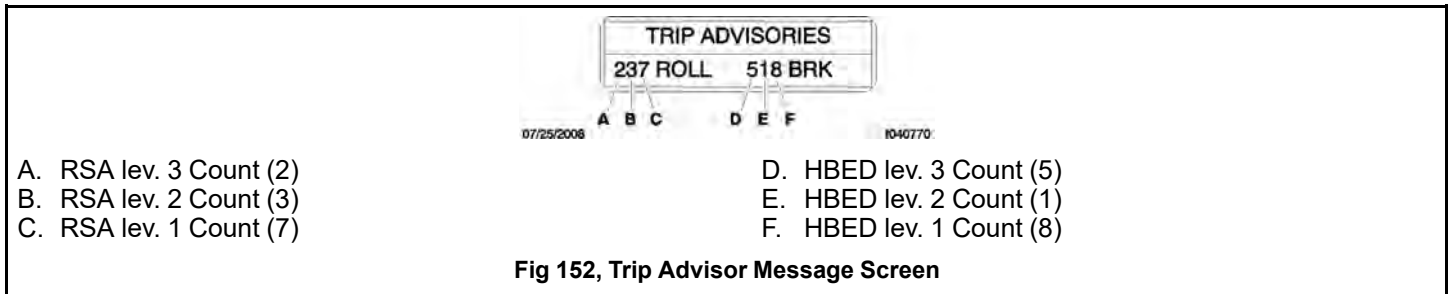 TRIP ADVISORIES
237 ROLL 518 BRK
A B C D E F
07/25/2008 f040770
A. RSA lev. 3 Count (2)
B. RSA lev. 2 Count (3)
C. RSA lev. 1 Count (7)
D. HBED lev. 3 Count (5)
E. HBED lev. 2 Count (1)
F. HBED lev. 1 Count (8)
Fig 152, Trip Advisor Message Screen